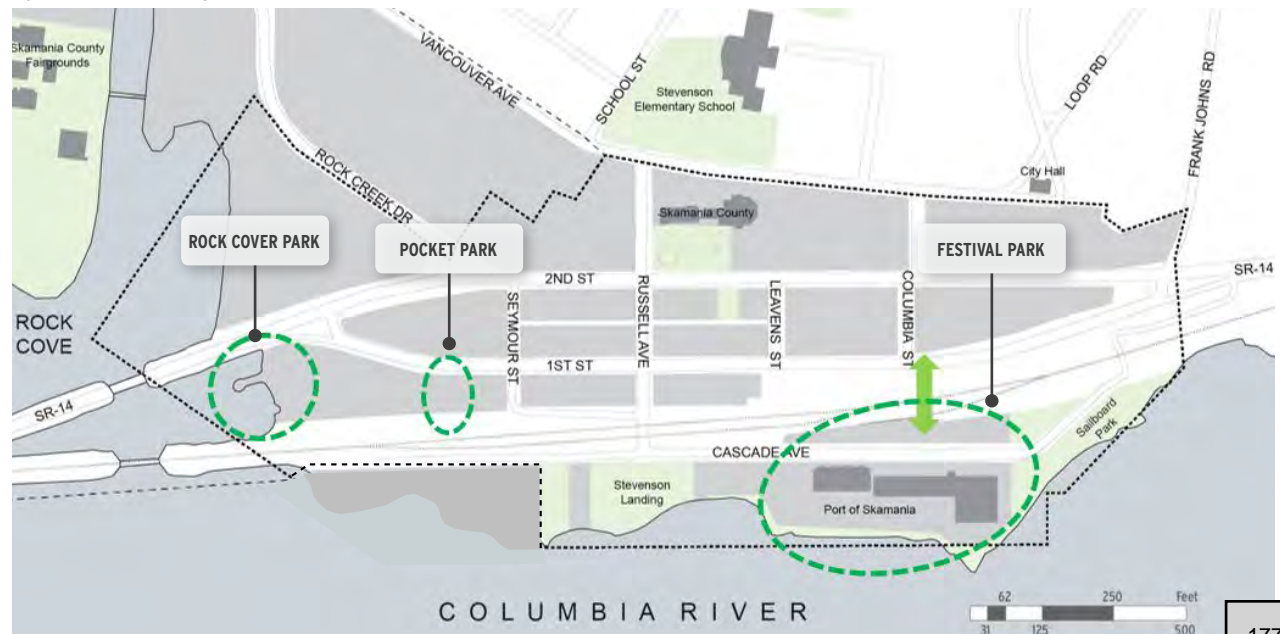 Skamania County
Fairgrounds
VANCOUVER AVE
SCHOOL ST
Stevenson
Elementary School
LOOP RD
FRANK JOHNS RD
City Hall
ROCK CREEK DR
Skamania County
ROCK COVER PARK
POCKET PARK
FESTIVAL PARK
2ND ST
SR-14
SEYMOUR ST
RUSSELL AVE
LEAVENS ST
COLUMBIA ST
ROCK
COVE
1ST ST
SR-14
Sailboard
Park
CASCADE AVE
Stevenson
Landing
Port of Skamania
COLUMBIA RIVER
62 250 Feet
31 125 500
177